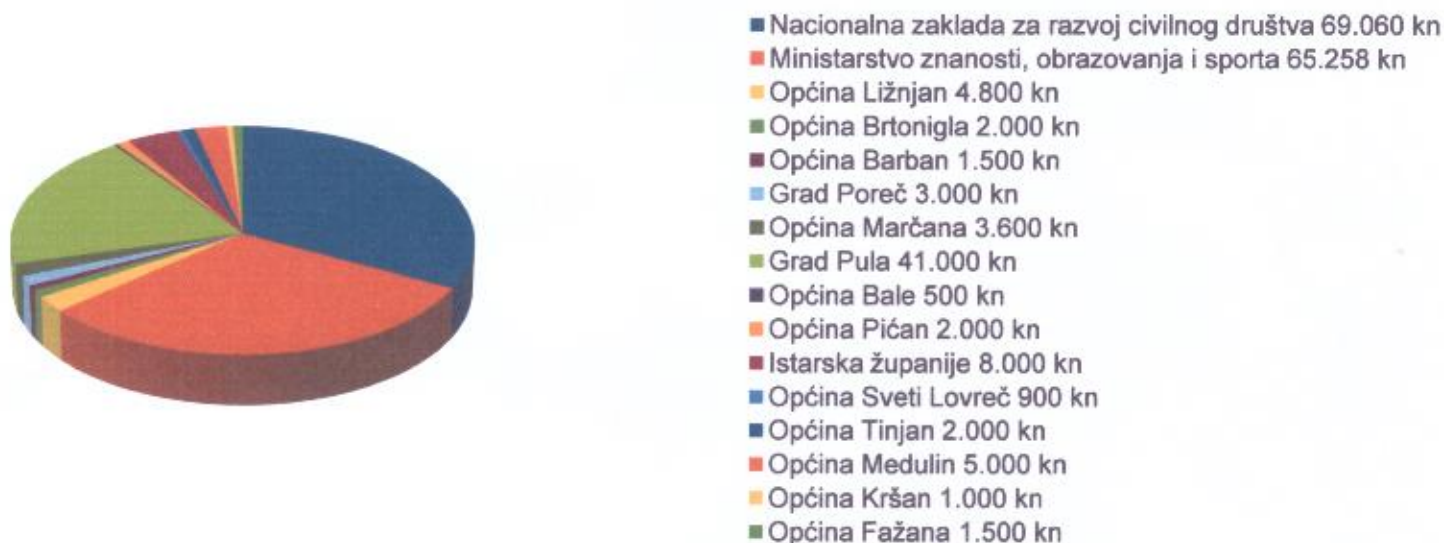 Nacionalna zaklada za razvoj civilnog društva 69.060 kn
Ministarstvo znanosti, obrazovanja i sporta 65.258 kn
Općina Ližnjan 4.800 kn
Općina Brtonigla 2.000 kn
Općina Barban 1.500 kn
Grad Poreč 3.000 kn
Općina Marčana 3.600 kn
Grad Pula 41.000 kn
Općina Bale 500 kn
Općina Pićan 2.000 kn
Istarska županije 8.000 kn
Općina Sveti Lovreč 900 kn
Općina Tinjan 2.000 kn
Općina Medulin 5.000 kn
Općina Kršan 1.000 kn
Općina Fažana 1.500 kn